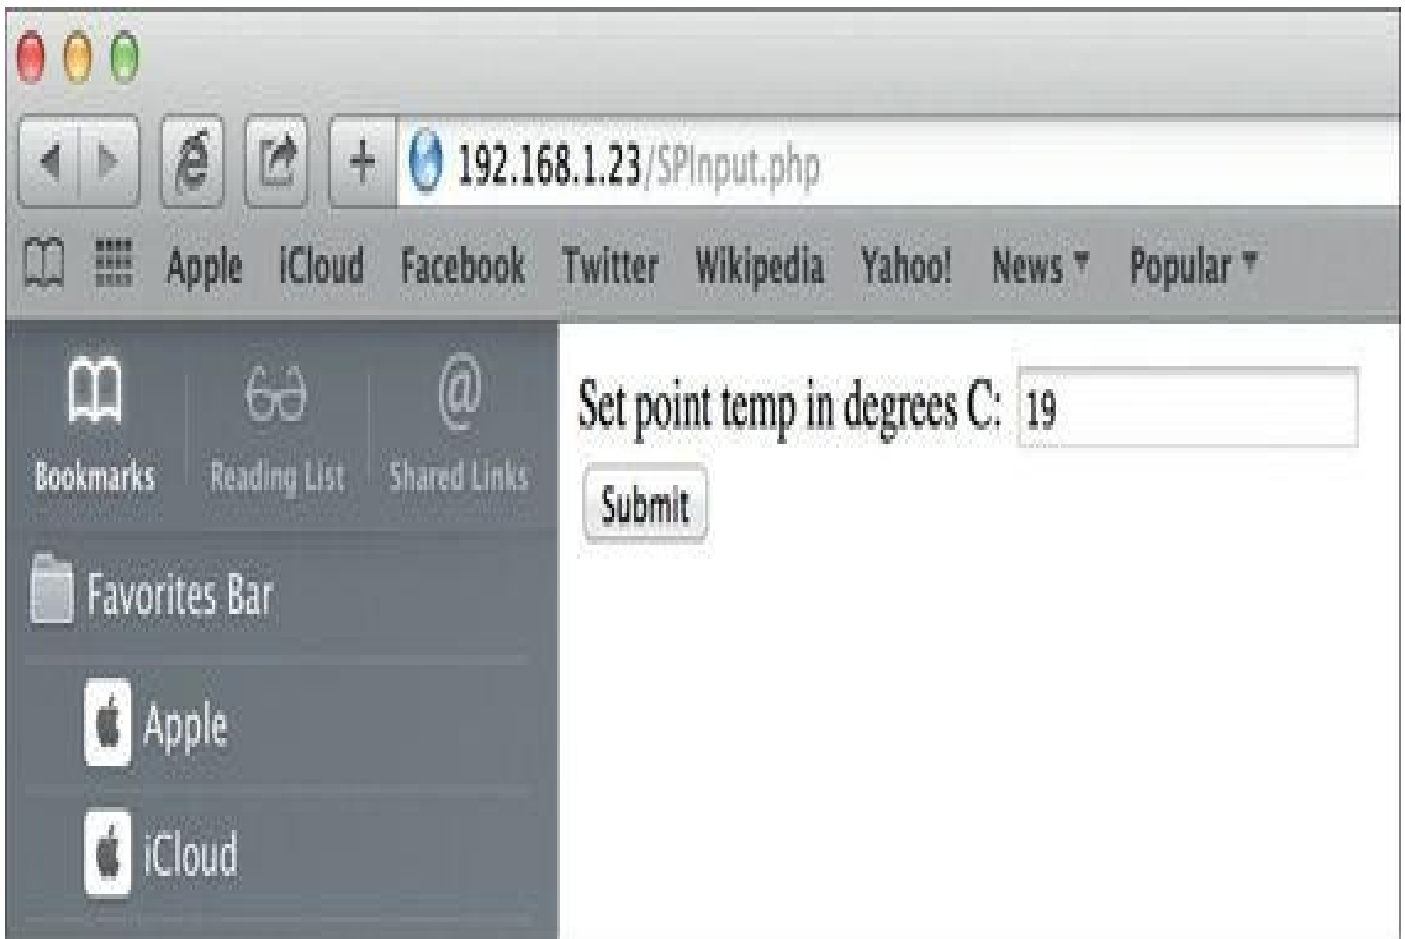 192.168.1.23/SPInput.php
Apple iCloud Facebook Twitter Wikipedia Yahoo! News Popular
Bookmarks Reading List Shared Links
Set point temp in degrees C: 19
Submit
Favorites Bar
Apple
iCloud